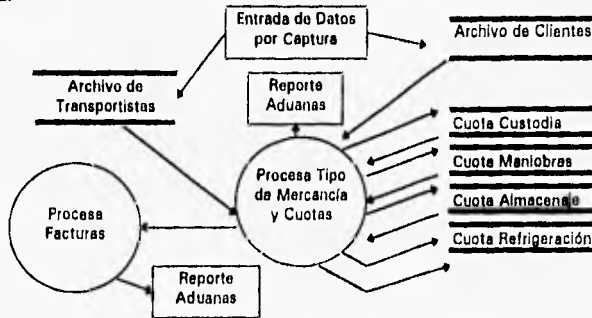 Entrada de Datos
por Captura
Archivo de Clientes
Archivo de
Transportistas
Reporte
Aduanas
Cuota Custodia
Cuota Maniobras
Cuota Almacenaje
Cuota Refrigeración
Procesa Tipo
de Mercancía
y Cuotas
Procesa
Facturas
Reporte
Aduanas